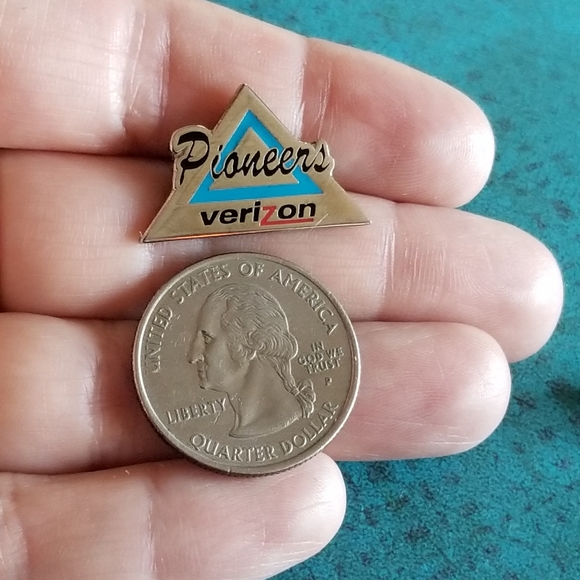 Pioneers
verizon
UNITED STATES OF AMERICA
IN
GOD WE
TRUST
P
LIBERTY
QUARTER DOLLAR